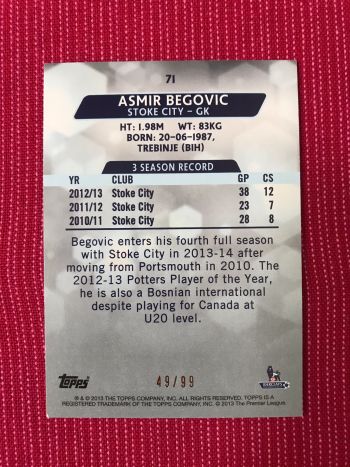 71
ASMIR BEGOVIC
STOKE CITY – GK
HT: 1.98M WT: 83KG
BORN: 20-06-1987,
TREBINJE (BIH)
3 SEASON RECORD
YR CLUB GP CS
2012/13 Stoke City 38 12
2011/12 Stoke City 23 7
2010/11 Stoke City 28 8
Begovic enters his fourth full season
with Stoke City in 2013-14 after
moving from Portsmouth in 2010. The
2012-13 Potters Player of the Year,
he is also a Bosnian international
despite playing for Canada at
U20 level.
Topps
49/99
BARCLAYS
® & © 2013 THE TOPPS COMPANY, INC. ALL RIGHTS RESERVED. TOPPS IS A
REGISTERED TRADEMARK OF THE TOPPS COMPANY, INC. © 2013 The Premier League.